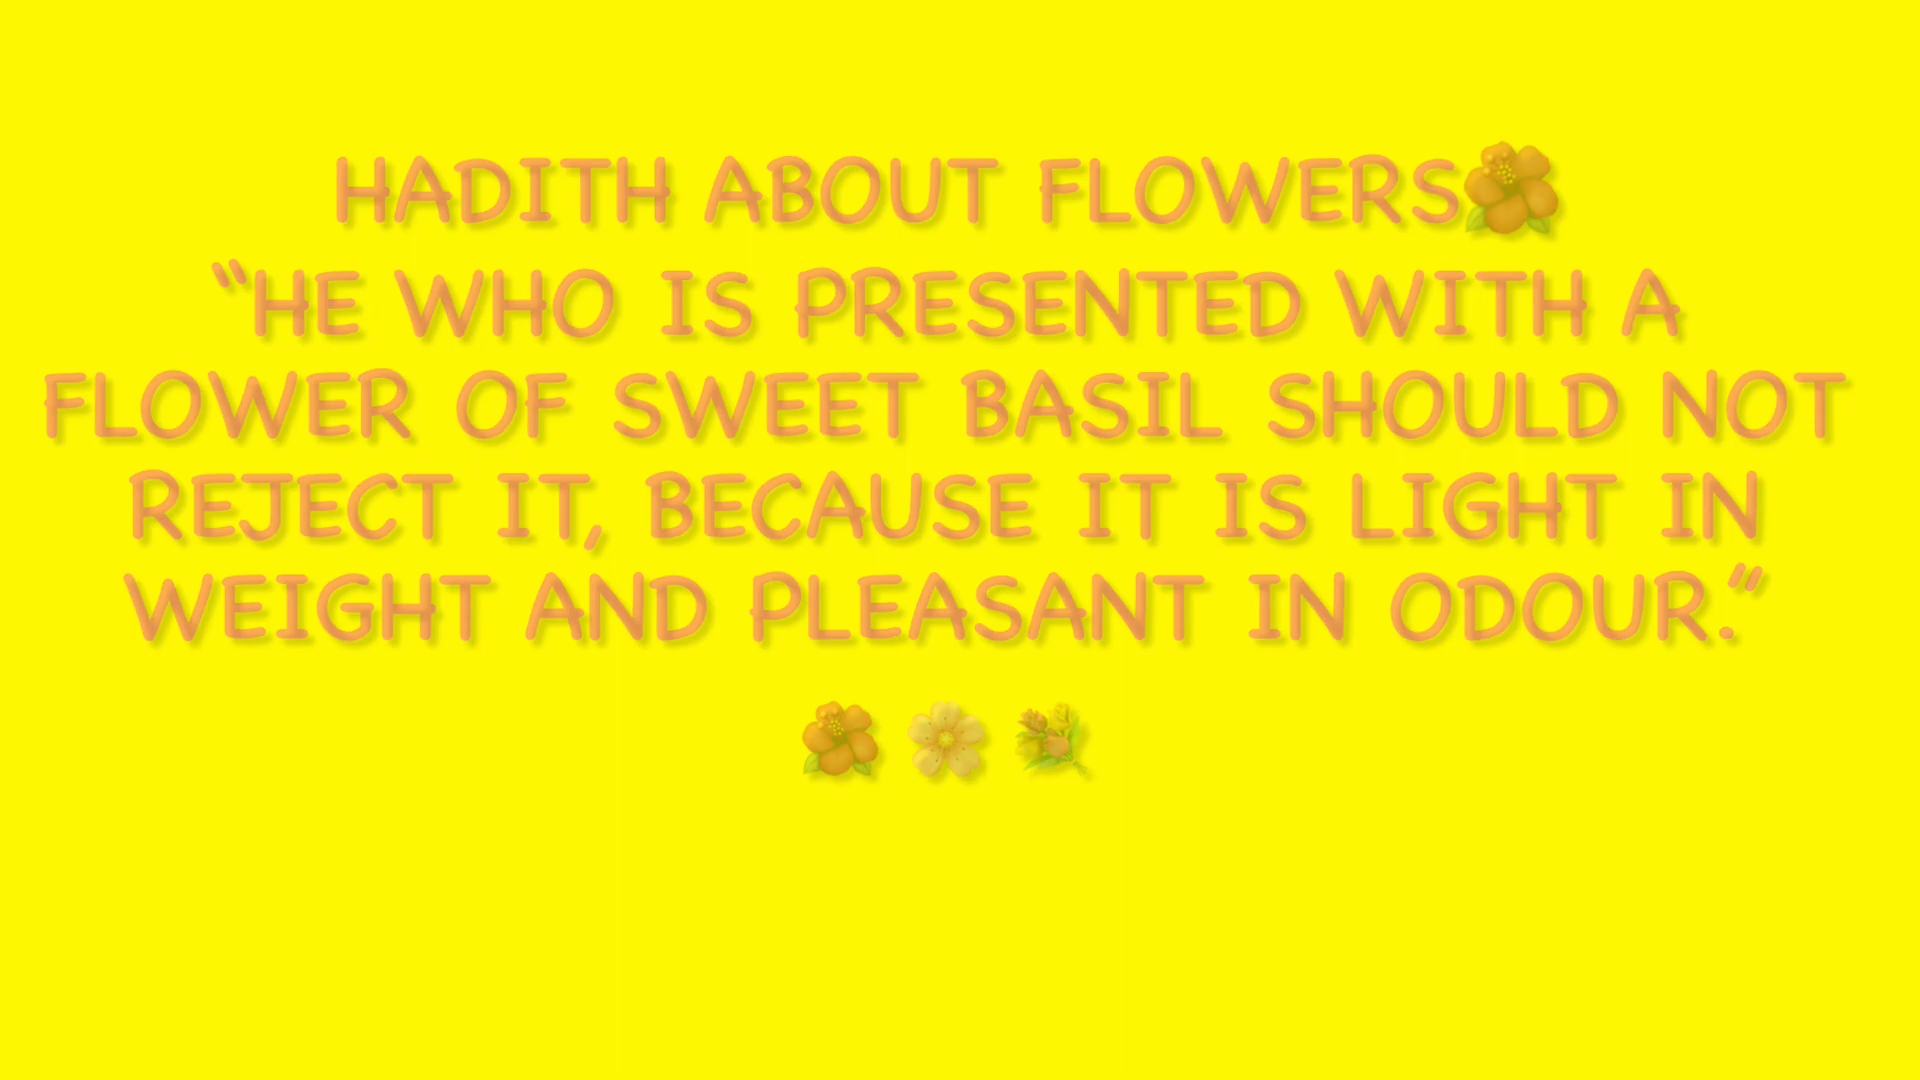 HADITH ABOUT FLOWERS🌺
“HE WHO IS PRESENTED WITH A
FLOWER OF SWEET BASIL SHOULD NOT
REJECT IT, BECAUSE IT IS LIGHT IN
WEIGHT AND PLEASANT IN ODOUR.”
🌺 🌸 💐